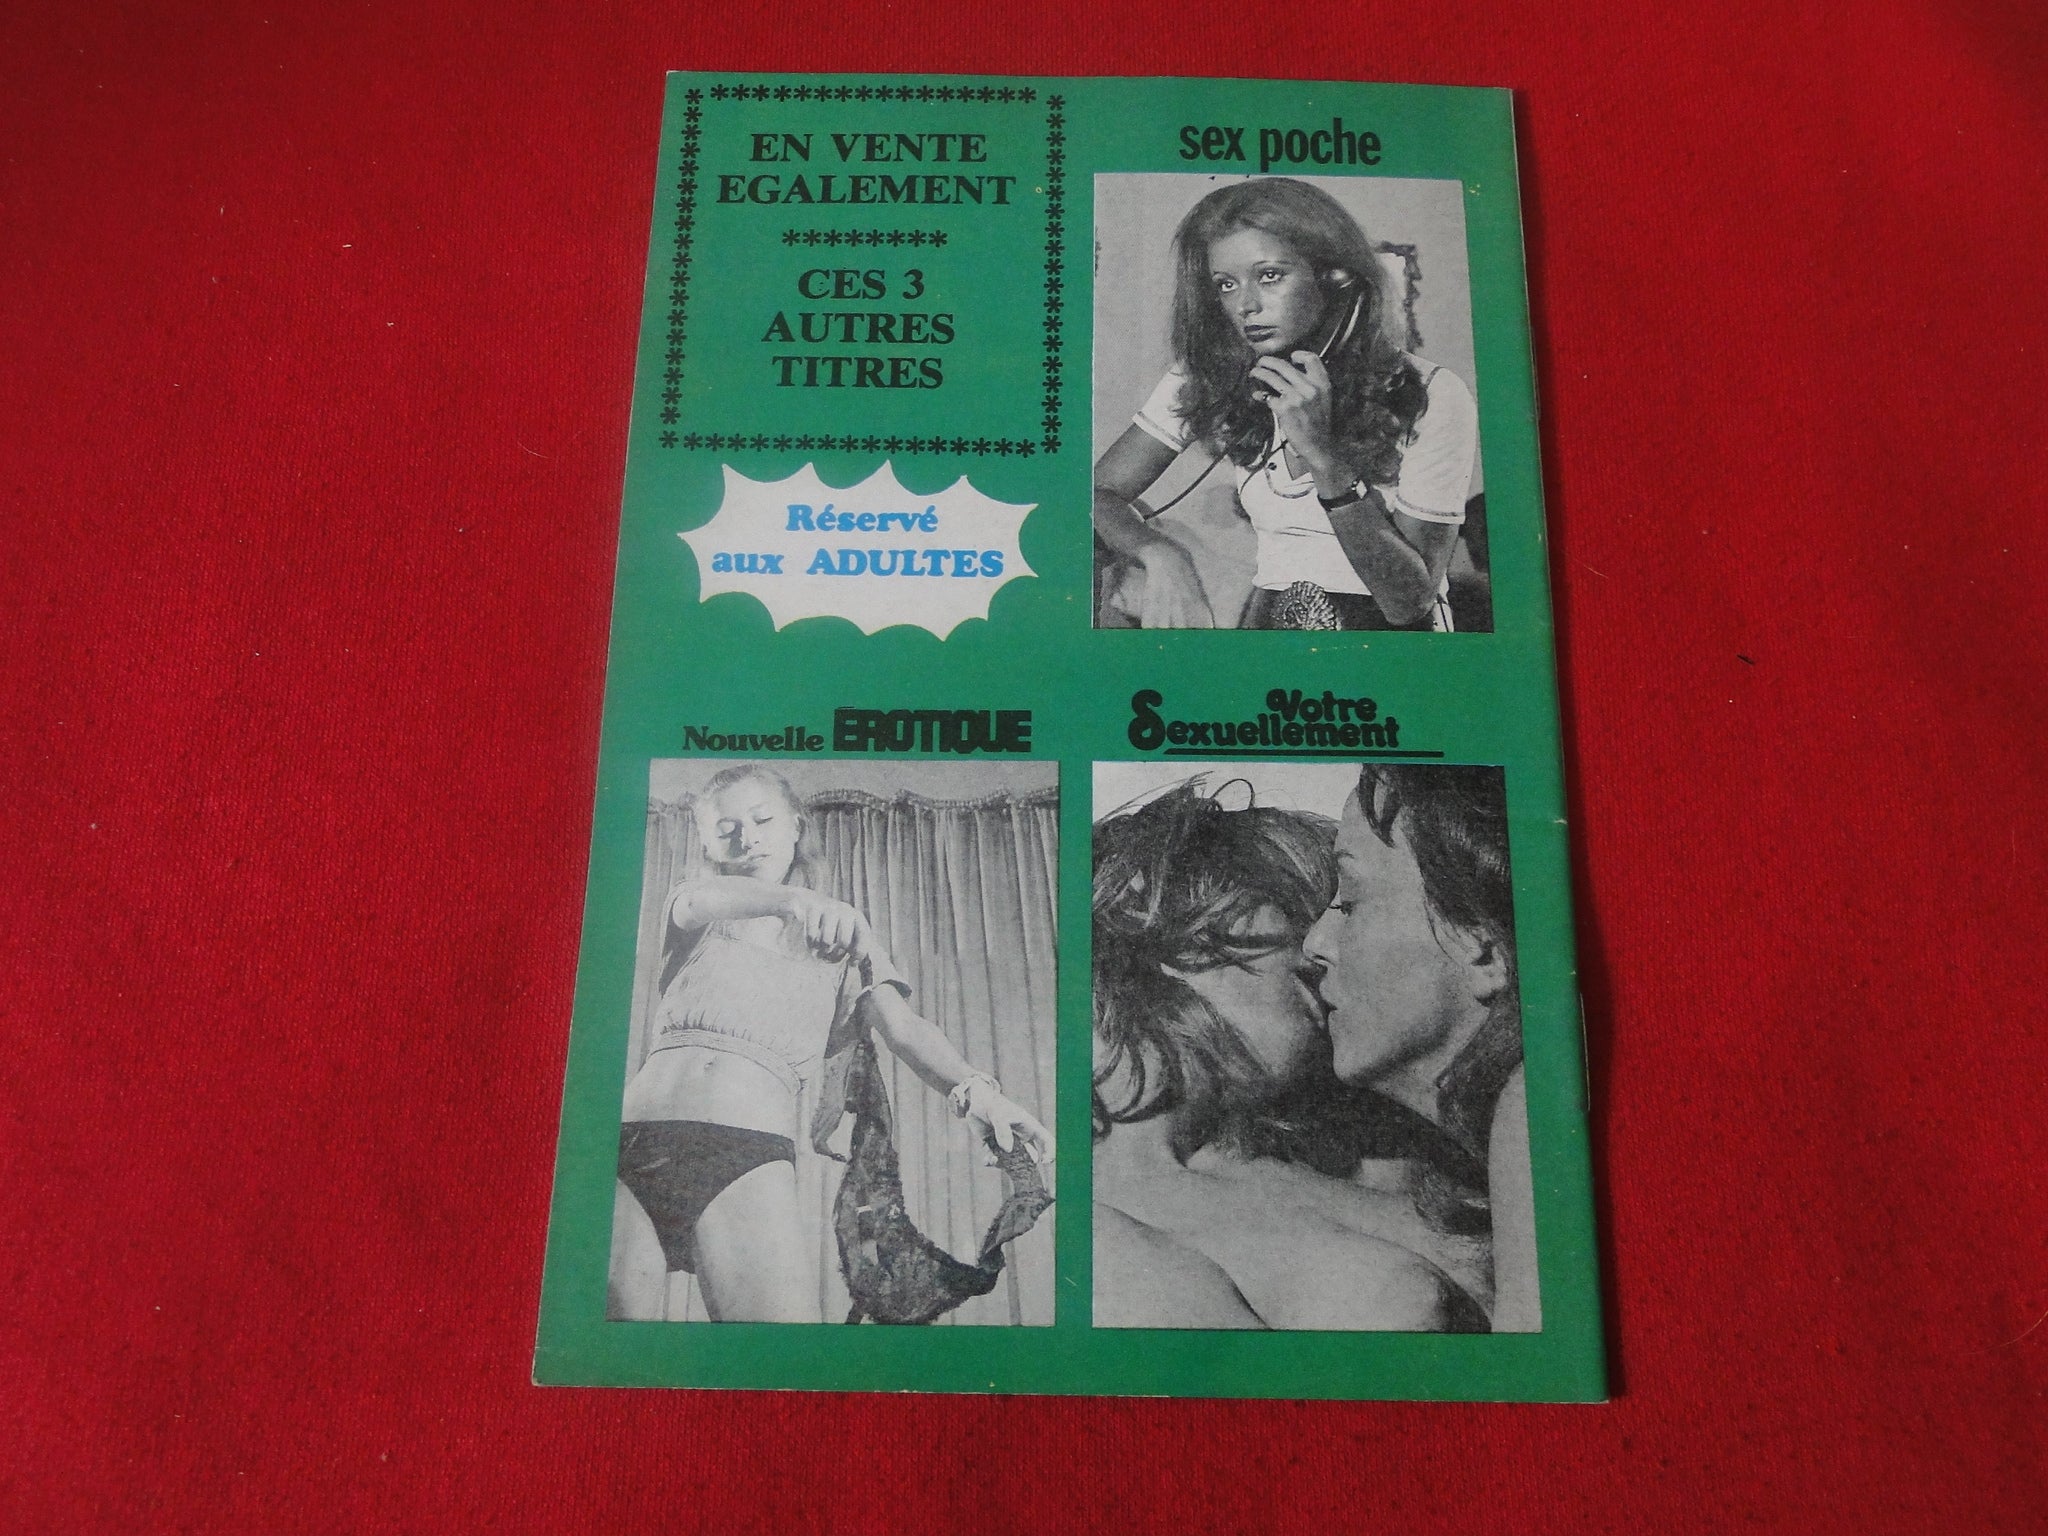 EN VENTE
EGALEMENT
********
CES 3
AUTRES
TITRES
Réservé
aux ADULTES
sex poche
Nouvelle EROTIQUE
Sexuellement
Votre